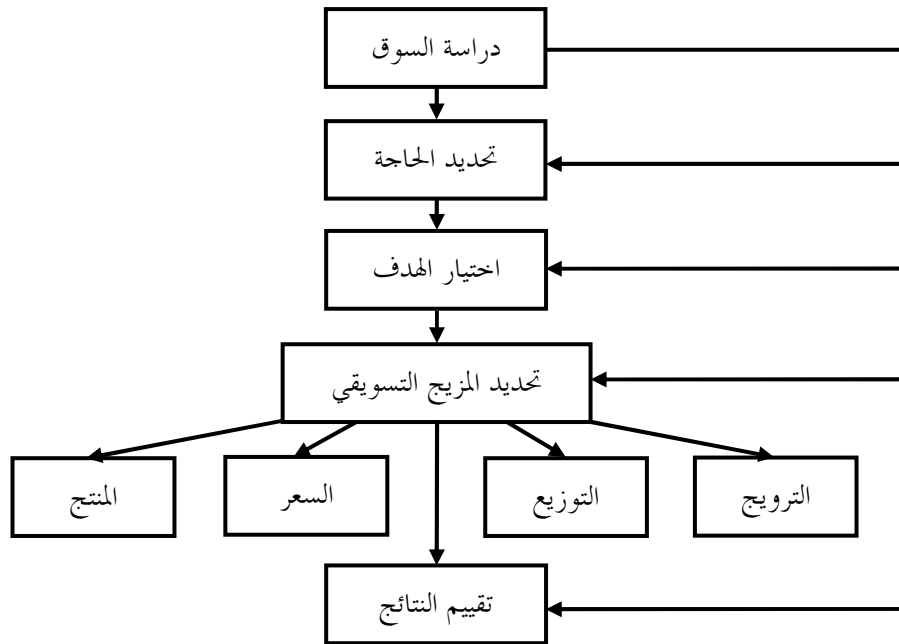 دراسة السوق
تحديد الحاجة
اختيار الهدف
تحديد المزيج التسويقي
الترويج
التوزيع
السعر
المنتج
تقييم النتائج